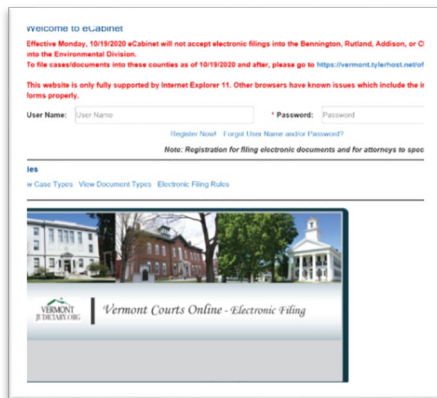 Welcome to eCabinet
Effective Monday, 10/19/2020 eCabinet will not accept electronic filings into the Bennington, Rutland, Addison, or C
into the Environmental Division.
To file cases/documents into these counties as of 10/19/2020 and after, please go to https://vermont.tylerhost.net/of
This website is only fully supported by Internet Explorer 11. Other browsers have known issues which include the i
forms properly.
User Name: User Name * Password: Password
Register Now! Forgot User Name and/or Password?
Note: Registration for filing electronic documents and for attorneys to spec
les
w Case Types View Document Types Electronic Filing Rules
VERMONT
JUDICIARY.ORG
Vermont Courts Online - Electronic Filing